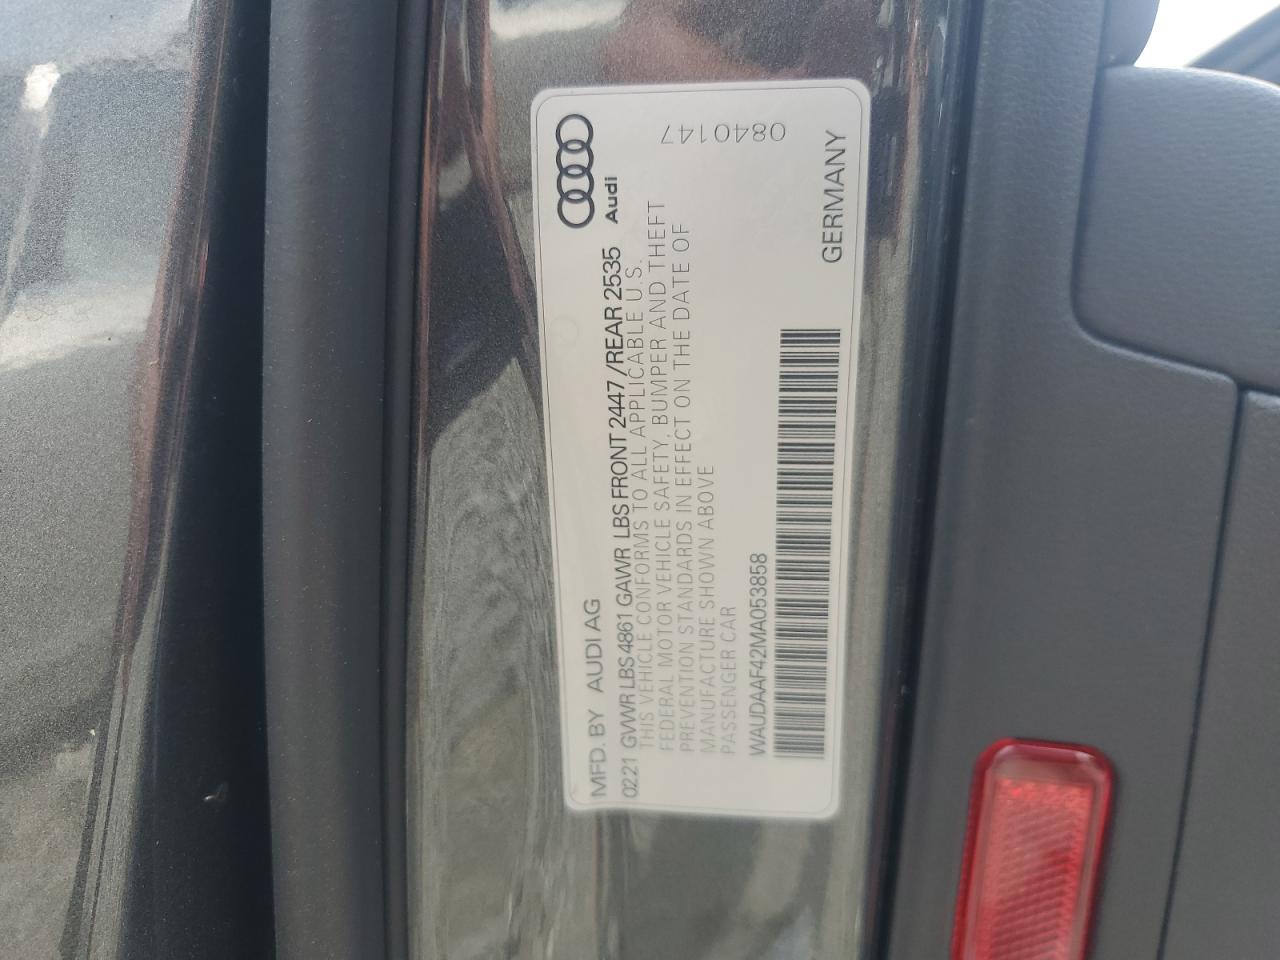 Audi
0840147
MFD. BY AUDI AG
0221 GVWR LBS 4861 GAWR LBS FRONT 2447/REAR 2535
THIS VEHICLE CONFORMS TO ALL APPLICABLE U.S.
FEDERAL MOTOR VEHICLE SAFETY, BUMPER AND THEFT
PREVENTION STANDARDS IN EFFECT ON THE DATE OF
MANUFACTURE SHOWN ABOVE
PASSENGER CAR
WAUDAAF42MA053858
GERMANY